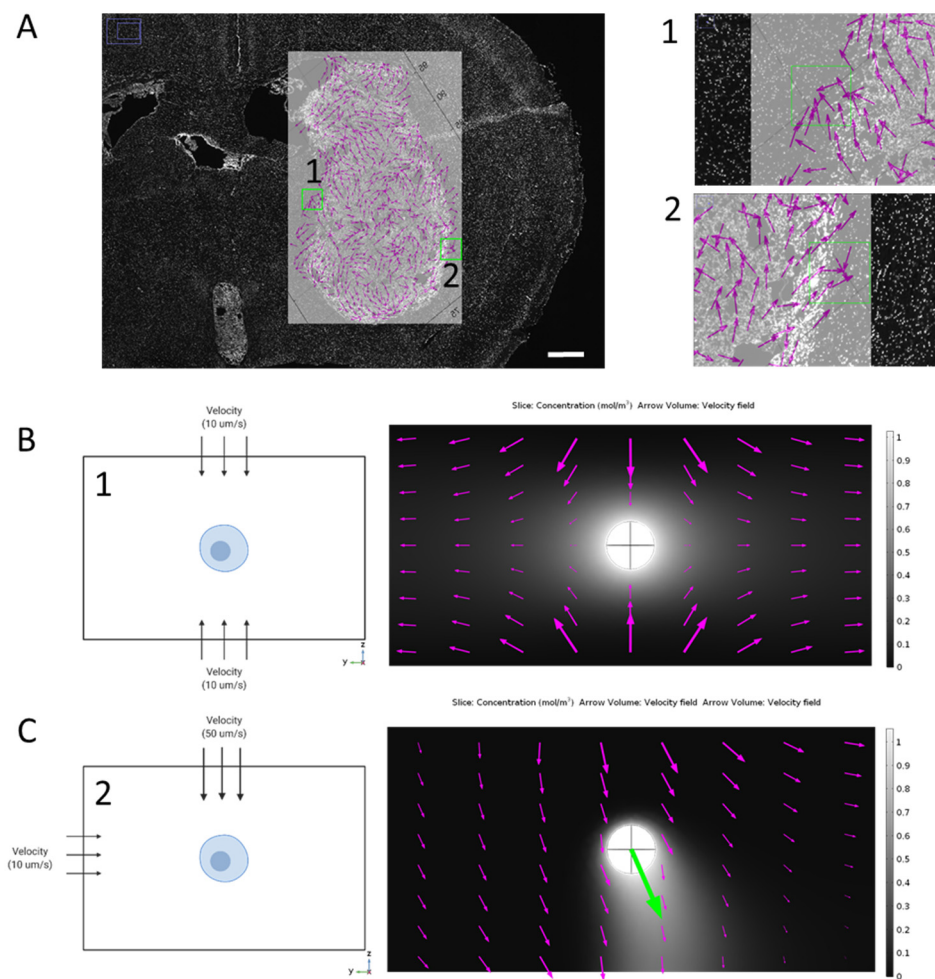 A
1
2
1
2
B
Velocity
(10 um/s)
1
Velocity
(10 um/s)
z
y
x
Slice: Concentration (mol/m³) Arrow Volume: Velocity field
1
0.9
0.8
0.7
0.6
0.5
0.4
0.3
0.2
0.1
0
C
Velocity
(50 um/s)
2
Velocity
(10 um/s)
z
y
x
Slice: Concentration (mol/m³) Arrow Volume: Velocity field Arrow Volume: Velocity field
1
0.9
0.8
0.7
0.6
0.5
0.4
0.3
0.2
0.1
0